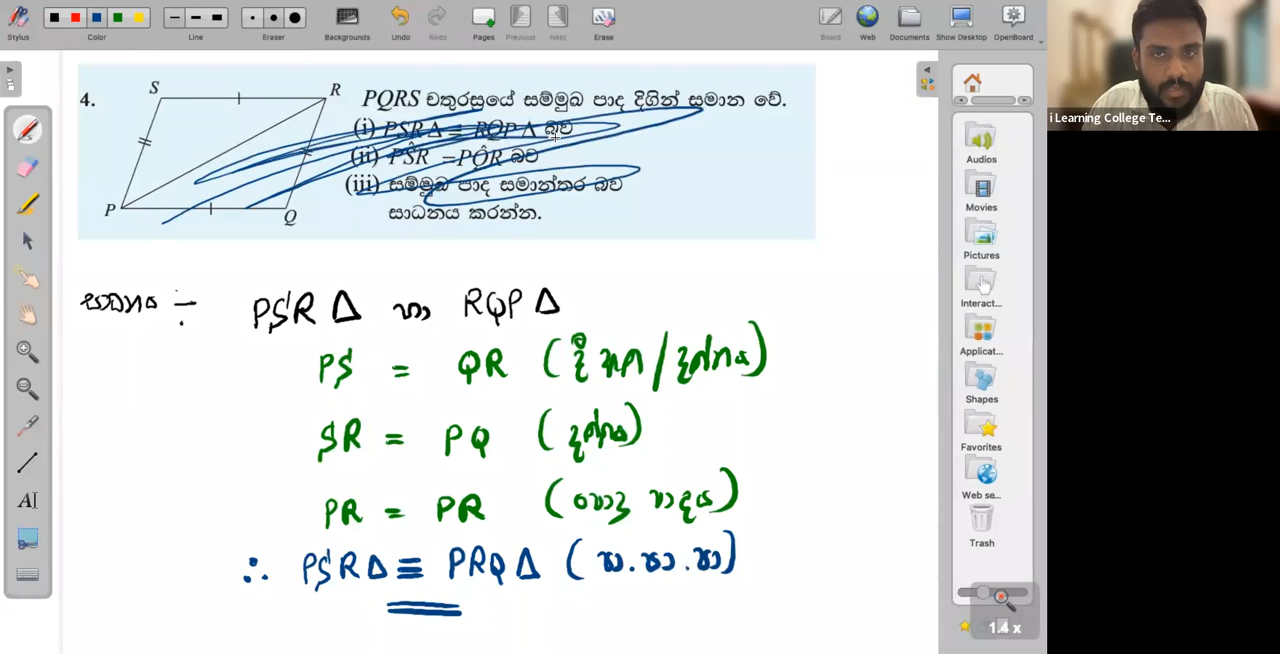 Stylus
Color
Line
Eraser
Backgrounds
Undo
Redo
Pages
Previous
Next
Erase
Board
Web
Documents
Show Desktop
OpenBoard
4.
S
R
P
Q
PQRS චතුරස්‍රයේ සම්මුඛ පාද දිගින් සමාන වේ.
(i) PSR Δ ≡ RQP Δ බව
(ii) PŜR = PQ̂R බව
(iii) සම්මුඛ පාද සමාන්තර බව
සාධනය කරන්න.
සාධනය :- PSR Δ හා RQP Δ
PS = QR (දී ඇත / දත්තය)
SR = PQ (දත්තය)
PR = PR (පොදු පාදය)
∴ PSR Δ ≡ PRQ Δ (පා.පා.පා)
Audios
Movies
Pictures
Interact...
Applicat...
Shapes
Favorites
Web se...
Trash
1.4 x
i Learning College Te...